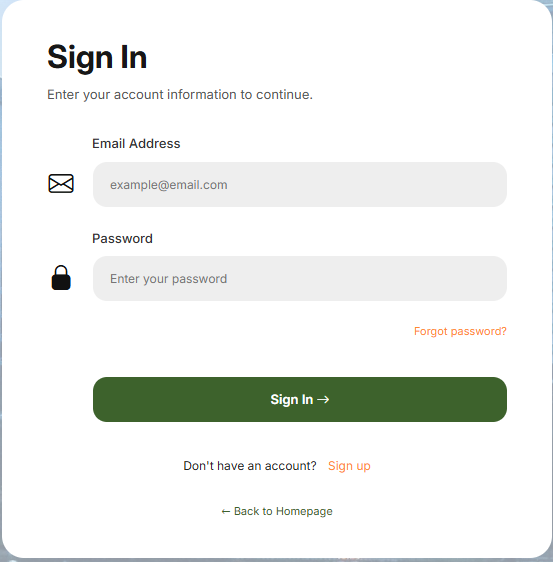 Sign In
Enter your account information to continue.
Email Address
example@email.com
Password
Enter your password
Forgot password?
Sign In →
Don't have an account? Sign up
← Back to Homepage